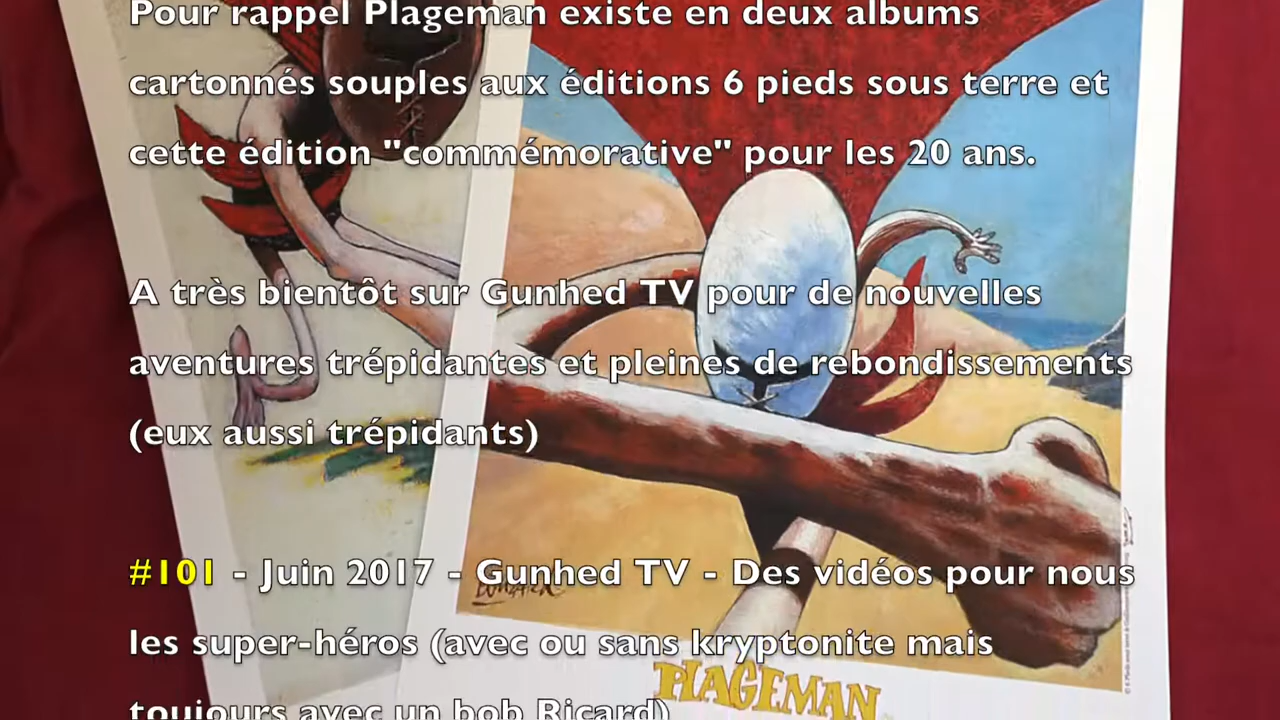 Pour rappel Plageman existe en deux albums
cartonnés souples aux éditions 6 pieds sous terre et
cette édition "commémorative" pour les 20 ans.
A très bientôt sur Gunhed TV pour de nouvelles
aventures trépidantes et pleines de rebondissements
(eux aussi trépidants)
#101 - Juin 2017 - Gunhed TV - Des vidéos pour nous
les super-héros (avec ou sans kryptonite mais
toujours avec un bob Ricard)
PLAGEMAN